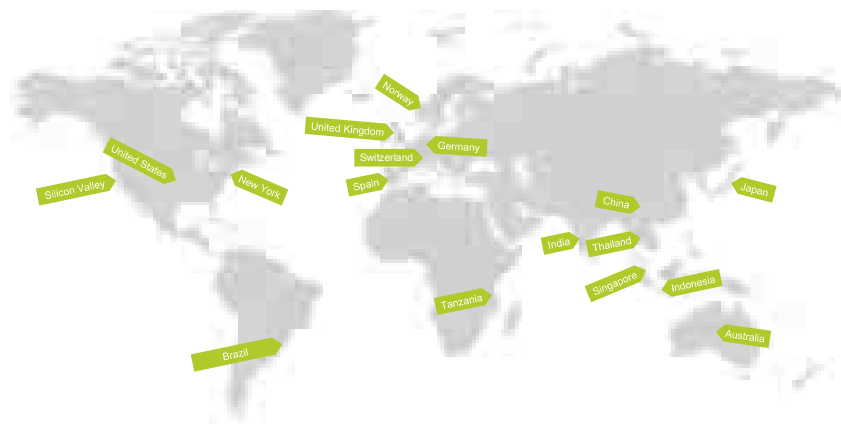 Norway
United Kingdom
Germany
United States
Switzerland
Silicon Valley
New York
Spain
Japan
China
India
Thailand
Singapore
Indonesia
Tanzania
Australia
Brazil